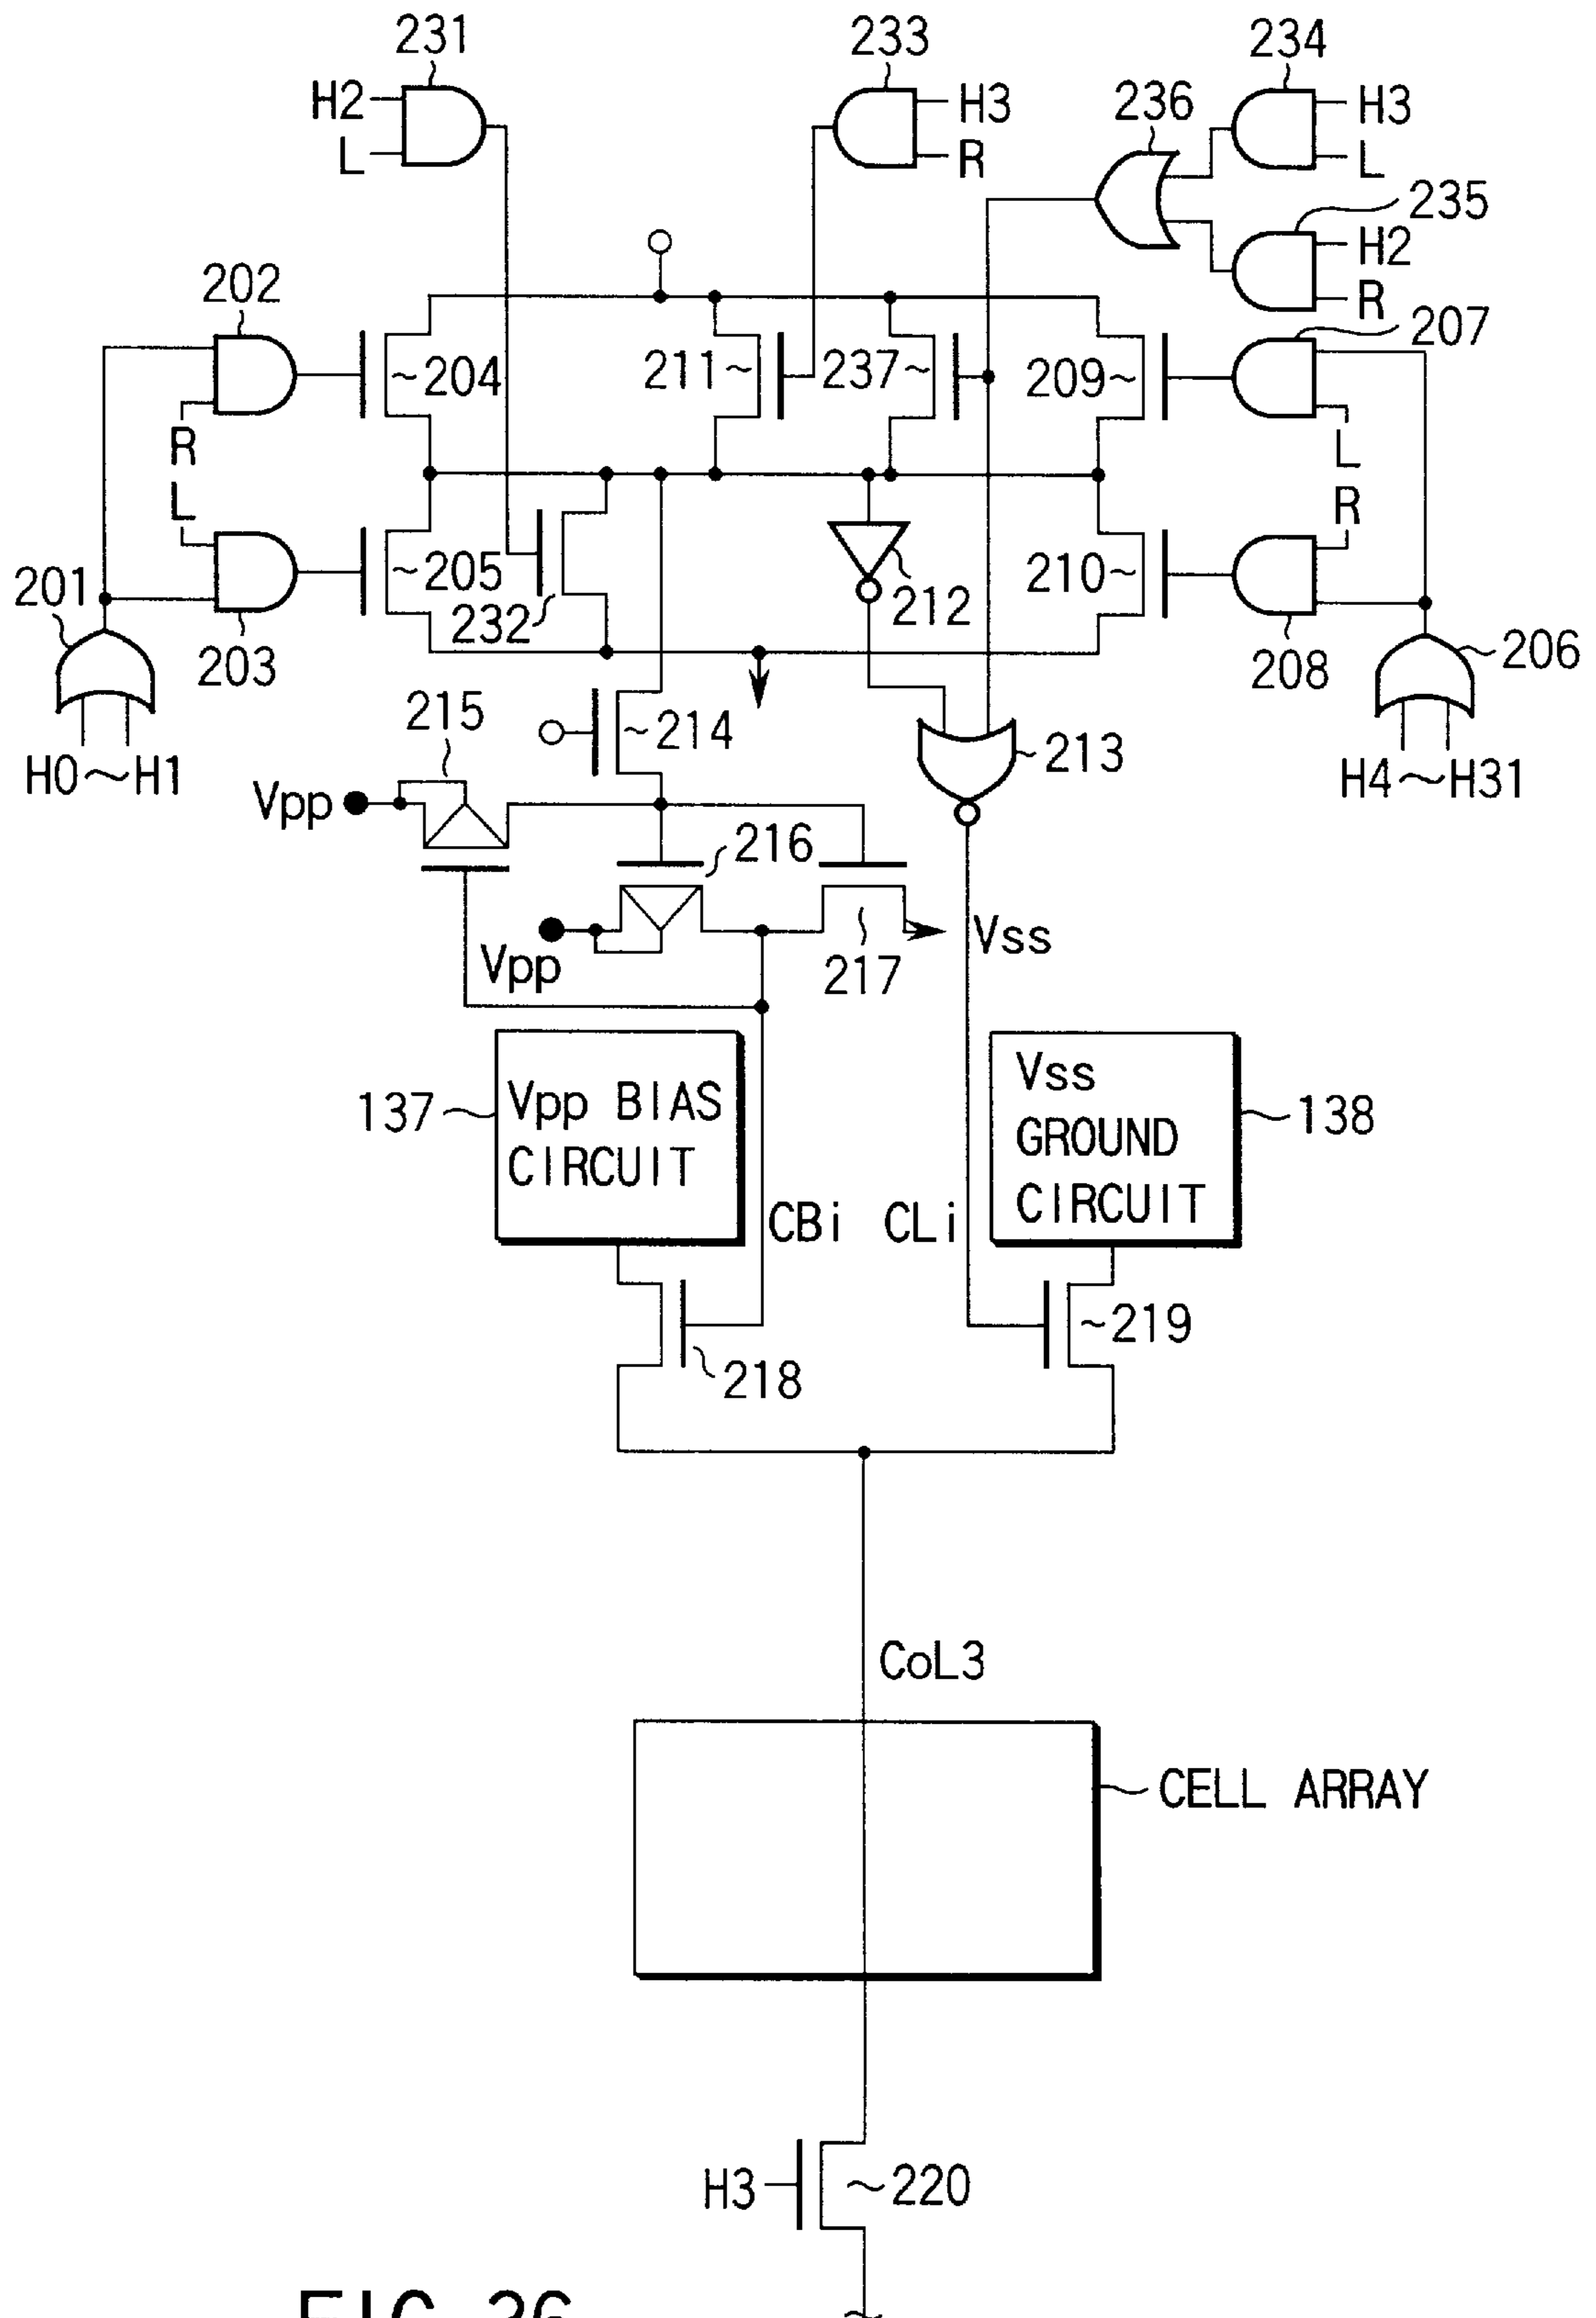 231
233
234
H2
L
H3
R
236
H3
L
235
H2
R
202
207
204
211
237
209
R
L
L
R
201
205
232
212
210
203
208
206
215
214
213
H0~H1
H4~H31
Vpp
216
Vpp
217
Vss
137
Vpp BIAS
CIRCUIT
Vss
GROUND
CIRCUIT
138
CBi
CLi
218
219
CoL3
CELL ARRAY
H3
220
FIG. 26